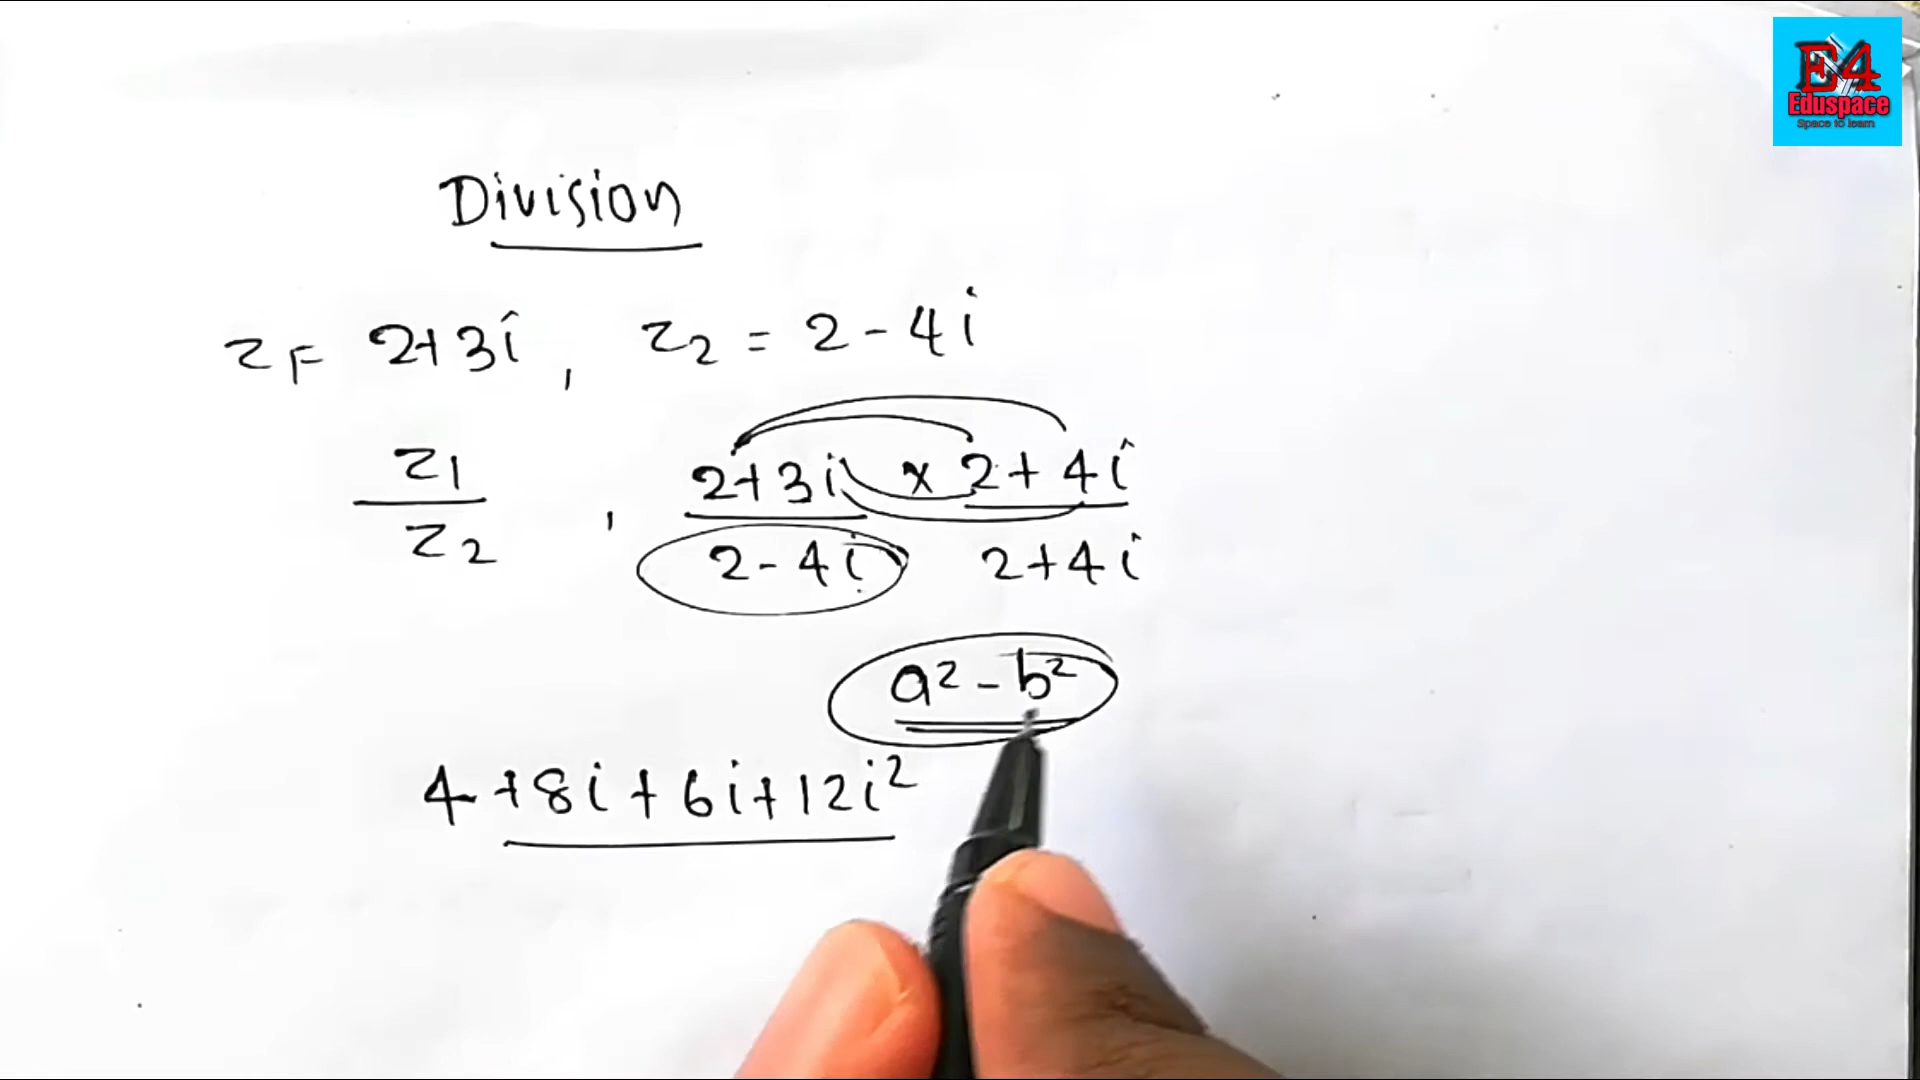 E4
Eduspace
Space to learn
Division
z1= 2+3i, z2 = 2-4i
z1 , 2+3i x 2+4i
z2 2-4i 2+4i
a²-b²
4+8i+6i+12i²